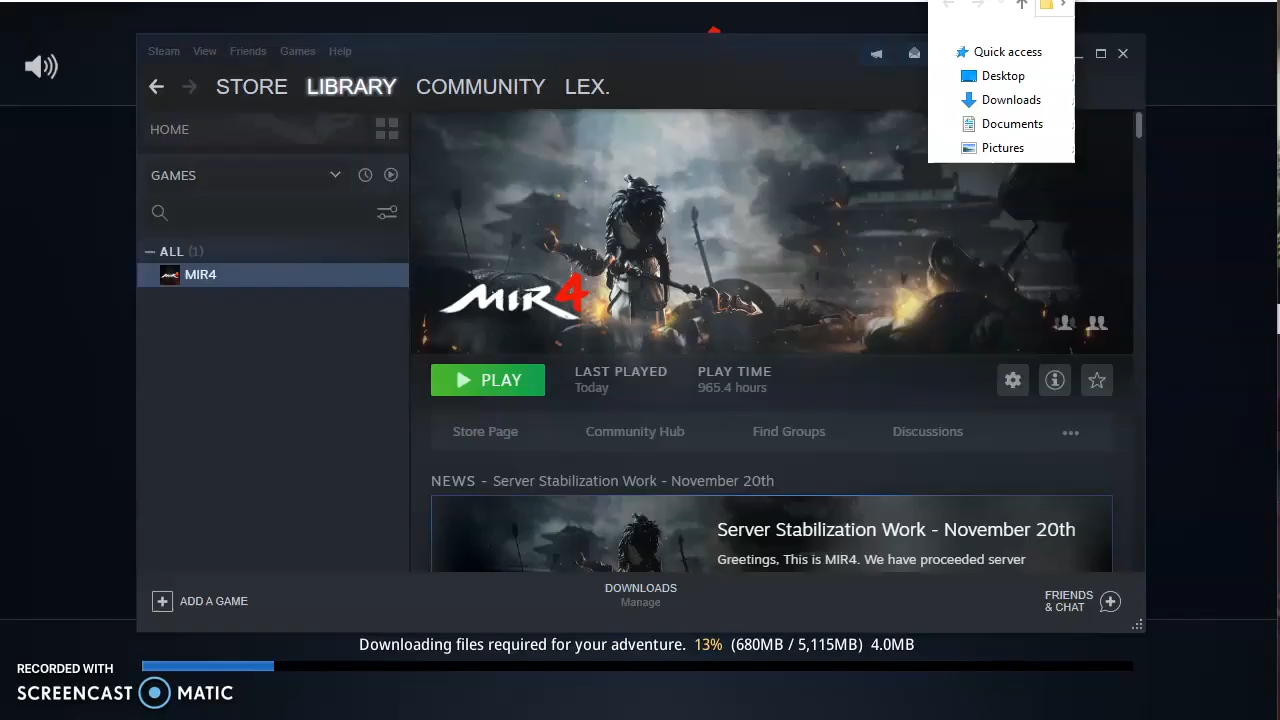 Steam View Friends Games Help
STORE LIBRARY COMMUNITY LEX.
Quick access
Desktop
Downloads
Documents
Pictures
HOME
GAMES
ALL (1)
MIR4
MIR4
PLAY
LAST PLAYED
Today
PLAY TIME
965.4 hours
Store Page Community Hub Find Groups Discussions
NEWS - Server Stabilization Work - November 20th
Server Stabilization Work - November 20th
Greetings, This is MIR4. We have proceeded server
ADD A GAME
DOWNLOADS
Manage
FRIENDS
& CHAT
Downloading files required for your adventure. 13% (680MB / 5,115MB) 4.0MB
RECORDED WITH
SCREENCAST MATIC